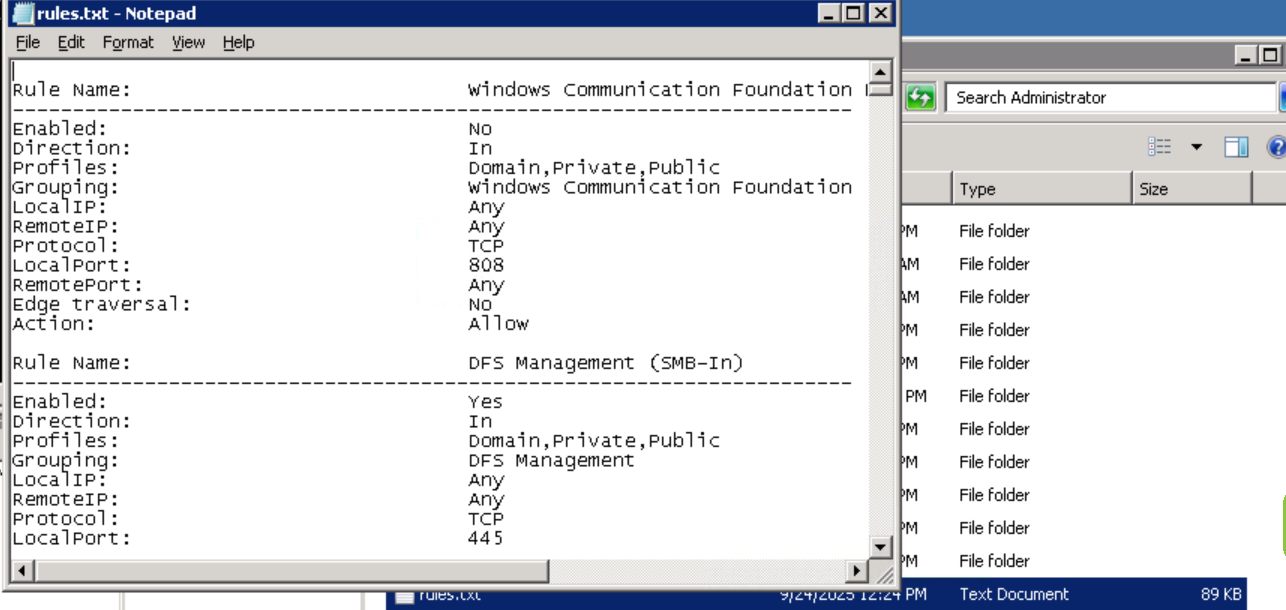 rules.txt - Notepad
File Edit Format View Help
Rule Name: Windows Communication Foundation
----------------------------------------------------------------------
Enabled: No
Direction: In
Profiles: Domain,Private,Public
Grouping: Windows Communication Foundation
LocalIP: Any
RemoteIP: Any
Protocol: TCP
LocalPort: 808
RemotePort: Any
Edge traversal: No
Action: Allow
Rule Name: DFS Management (SMB-In)
----------------------------------------------------------------------
Enabled: Yes
Direction: In
Profiles: Domain,Private,Public
Grouping: DFS Management
LocalIP: Any
RemoteIP: Any
Protocol: TCP
LocalPort: 445
Search Administrator
Type Size
PM File folder
AM File folder
AM File folder
PM File folder
PM File folder
PM File folder
PM File folder
PM File folder
PM File folder
PM File folder
PM File folder
rules.txt 9/24/2025 12:24 PM Text Document 89 KB